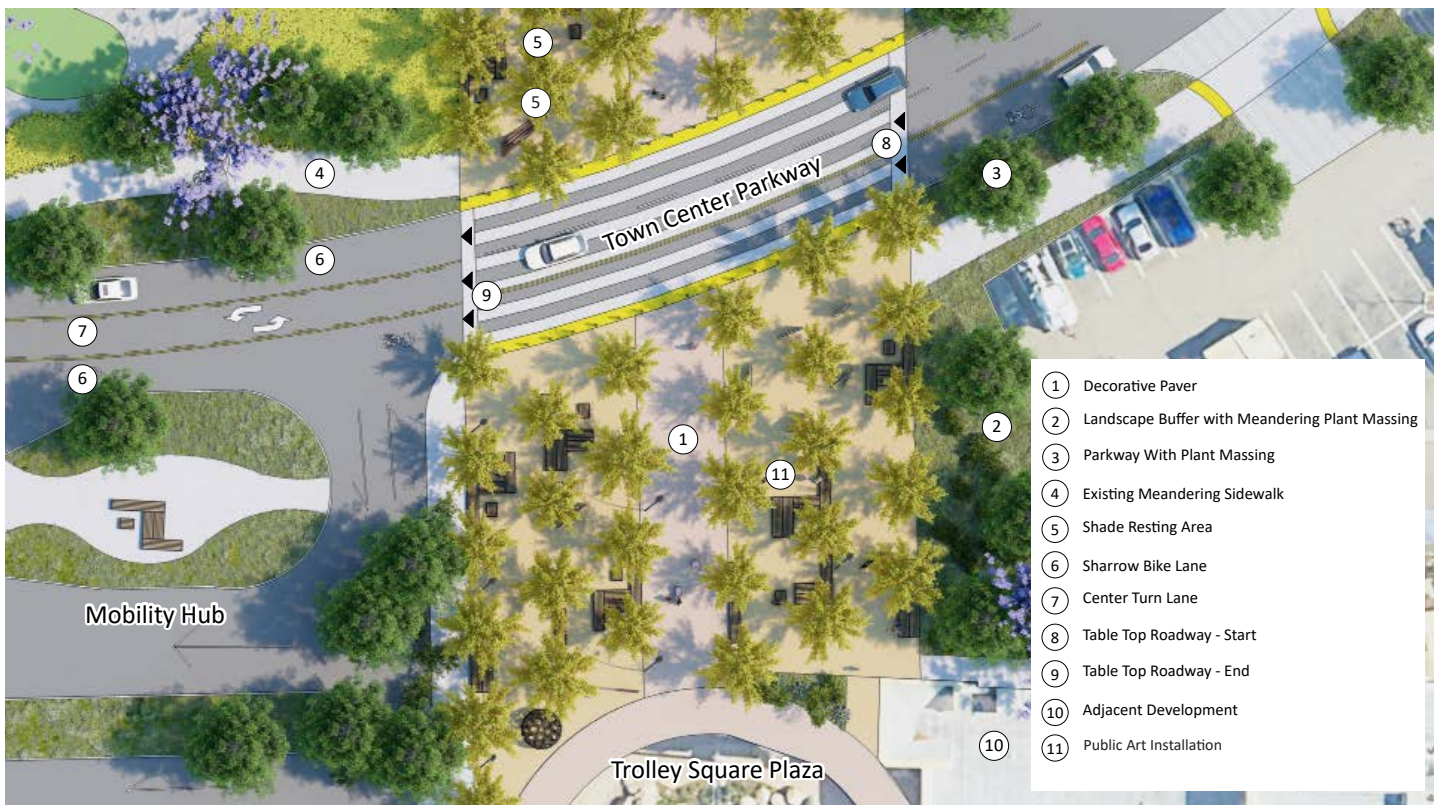 5
5
8
Town Center Parkway
3
4
6
9
7
6
1
2
11
Mobility Hub
Trolley Square Plaza
10
1 Decorative Paver
2 Landscape Buffer with Meandering Plant Massing
3 Parkway With Plant Massing
4 Existing Meandering Sidewalk
5 Shade Resting Area
6 Sharrow Bike Lane
7 Center Turn Lane
8 Table Top Roadway - Start
9 Table Top Roadway - End
10 Adjacent Development
11 Public Art Installation